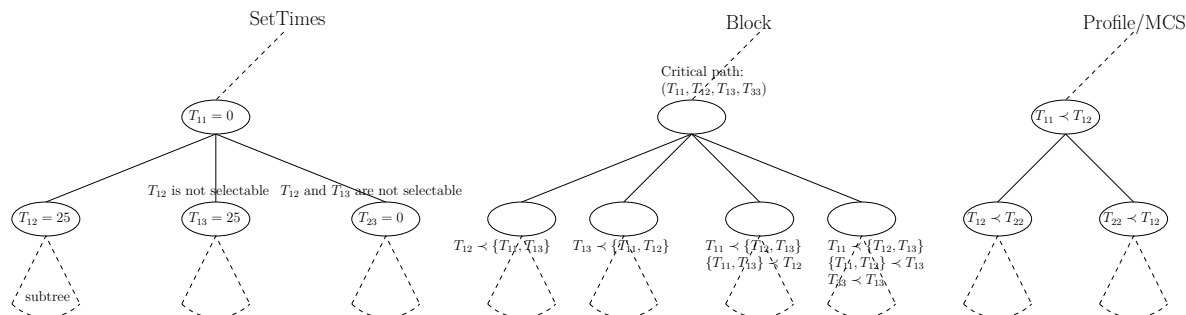 SetTimes
Block
Profile/MCS
Critical path:
(T₁₁, T₁₂, T₁₃, T₃₃)
T₁₁ = 0
T₁₁ ≺ T₁₂
T₁₂ is not selectable
T₁₂ and T₁₃ are not selectable
T₁₂ = 25
T₁₃ = 25
T₂₃ = 0
T₁₂ ≺ T₂₂
T₂₂ ≺ T₁₂
T₁₂ ≺ {T₁₁, T₁₃}
T₁₃ ≺ {T₁₁, T₁₂}
T₁₁ ≺ {T₁₂, T₁₃}
{T₁₁, T₁₃} ≺ T₁₂
T₁₁ ≺ {T₁₂, T₁₃}
{T₁₁, T₁₂} ≺ T₁₃
T₃₃ ≺ T₁₃
subtree